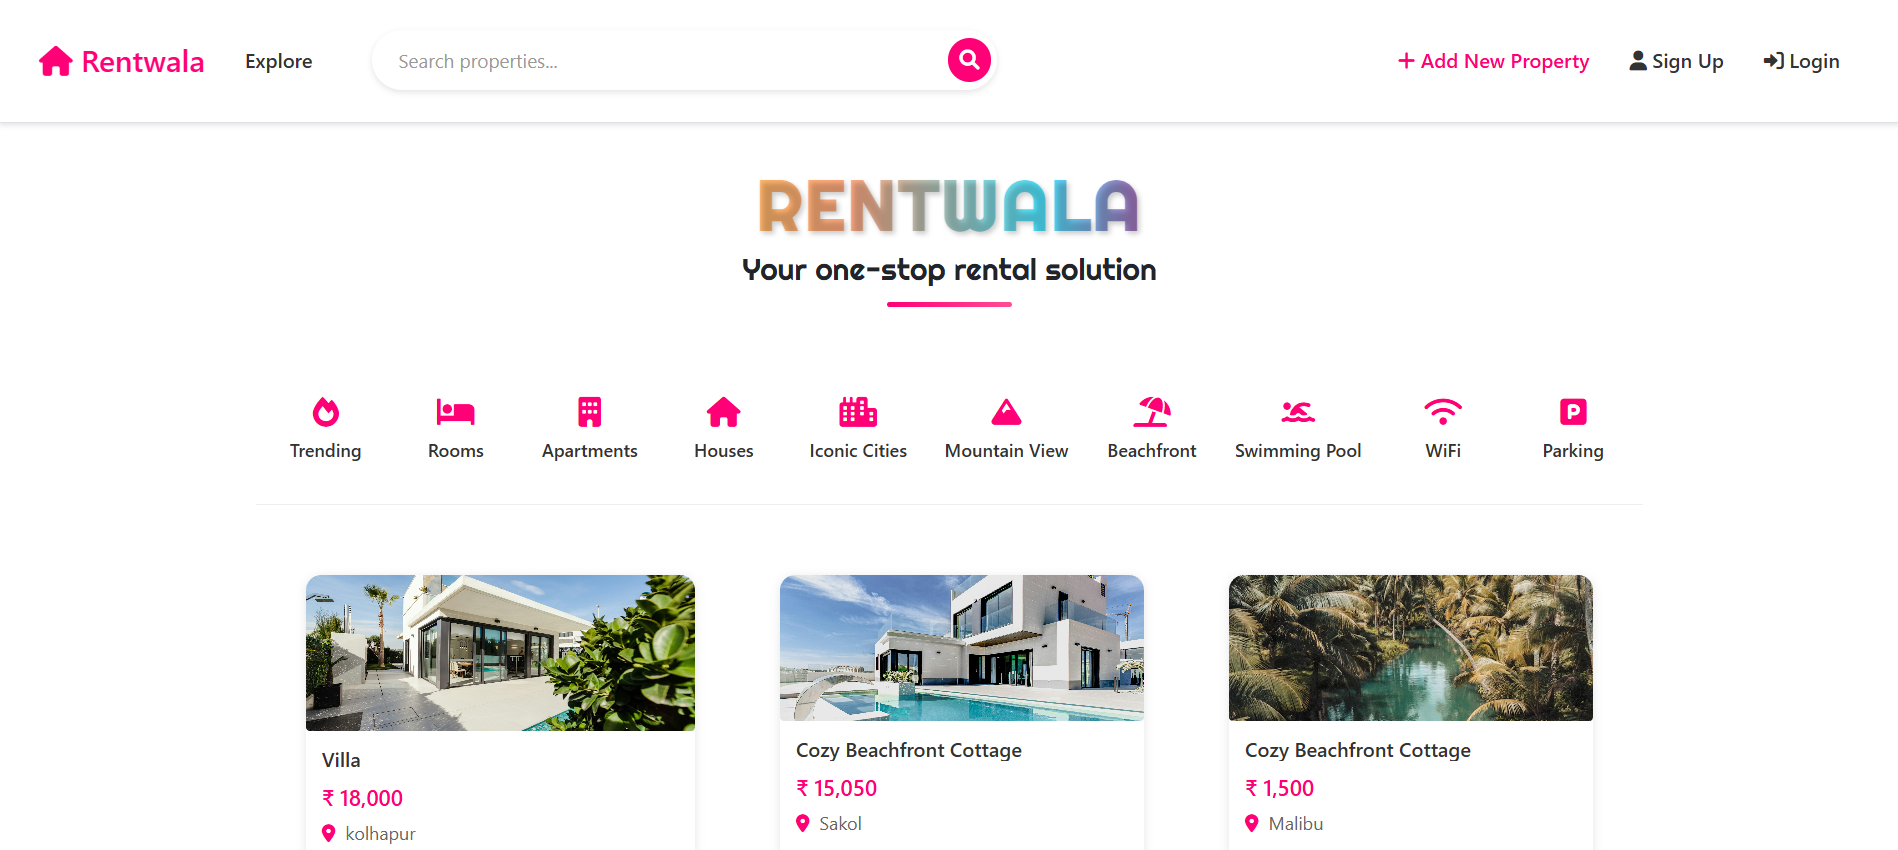 Rentwala
Explore
Search properties...
Add New Property
Sign Up
Login
RENTWALA
Your one-stop rental solution
Trending
Rooms
Apartments
Houses
Iconic Cities
Mountain View
Beachfront
Swimming Pool
WiFi
P
Parking
Villa
₹ 18,000
kolhapur
Cozy Beachfront Cottage
₹ 15,050
Sakol
Cozy Beachfront Cottage
₹ 1,500
Malibu